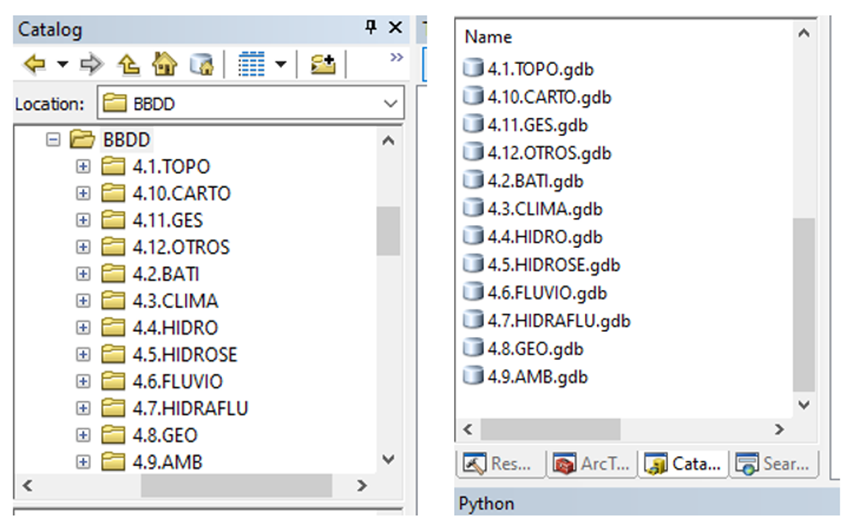 Catalog
Location: BBDD
BBDD
4.1.TOPO
4.10.CARTO
4.11.GES
4.12.OTROS
4.2.BATI
4.3.CLIMA
4.4.HIDRO
4.5.HIDROSE
4.6.FLUVIO
4.7.HIDRAFLU
4.8.GEO
4.9.AMB
Name
4.1.TOPO.gdb
4.10.CARTO.gdb
4.11.GES.gdb
4.12.OTROS.gdb
4.2.BATI.gdb
4.3.CLIMA.gdb
4.4.HIDRO.gdb
4.5.HIDROSE.gdb
4.6.FLUVIO.gdb
4.7.HIDRAFLU.gdb
4.8.GEO.gdb
4.9.AMB.gdb
Res... ArcT... Cata... Sear...
Python